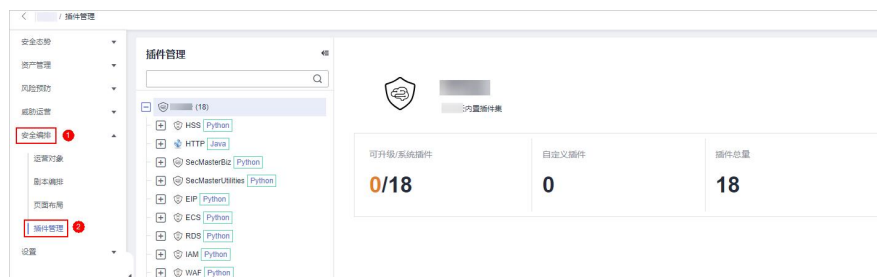 / 插件管理
安全态势
资产管理
风险预防
威胁运营
安全编排 1
运营对象
剧本编排
页面布局
插件管理 2
设置
插件管理
(18)
HSS Python
HTTP Java
SecMasterBiz Python
SecMasterUtilities Python
EIP Python
ECS Python
RDS Python
IAM Python
WAF Python
内置插件集
可升级/系统插件
0/18
自定义插件
0
插件总量
18